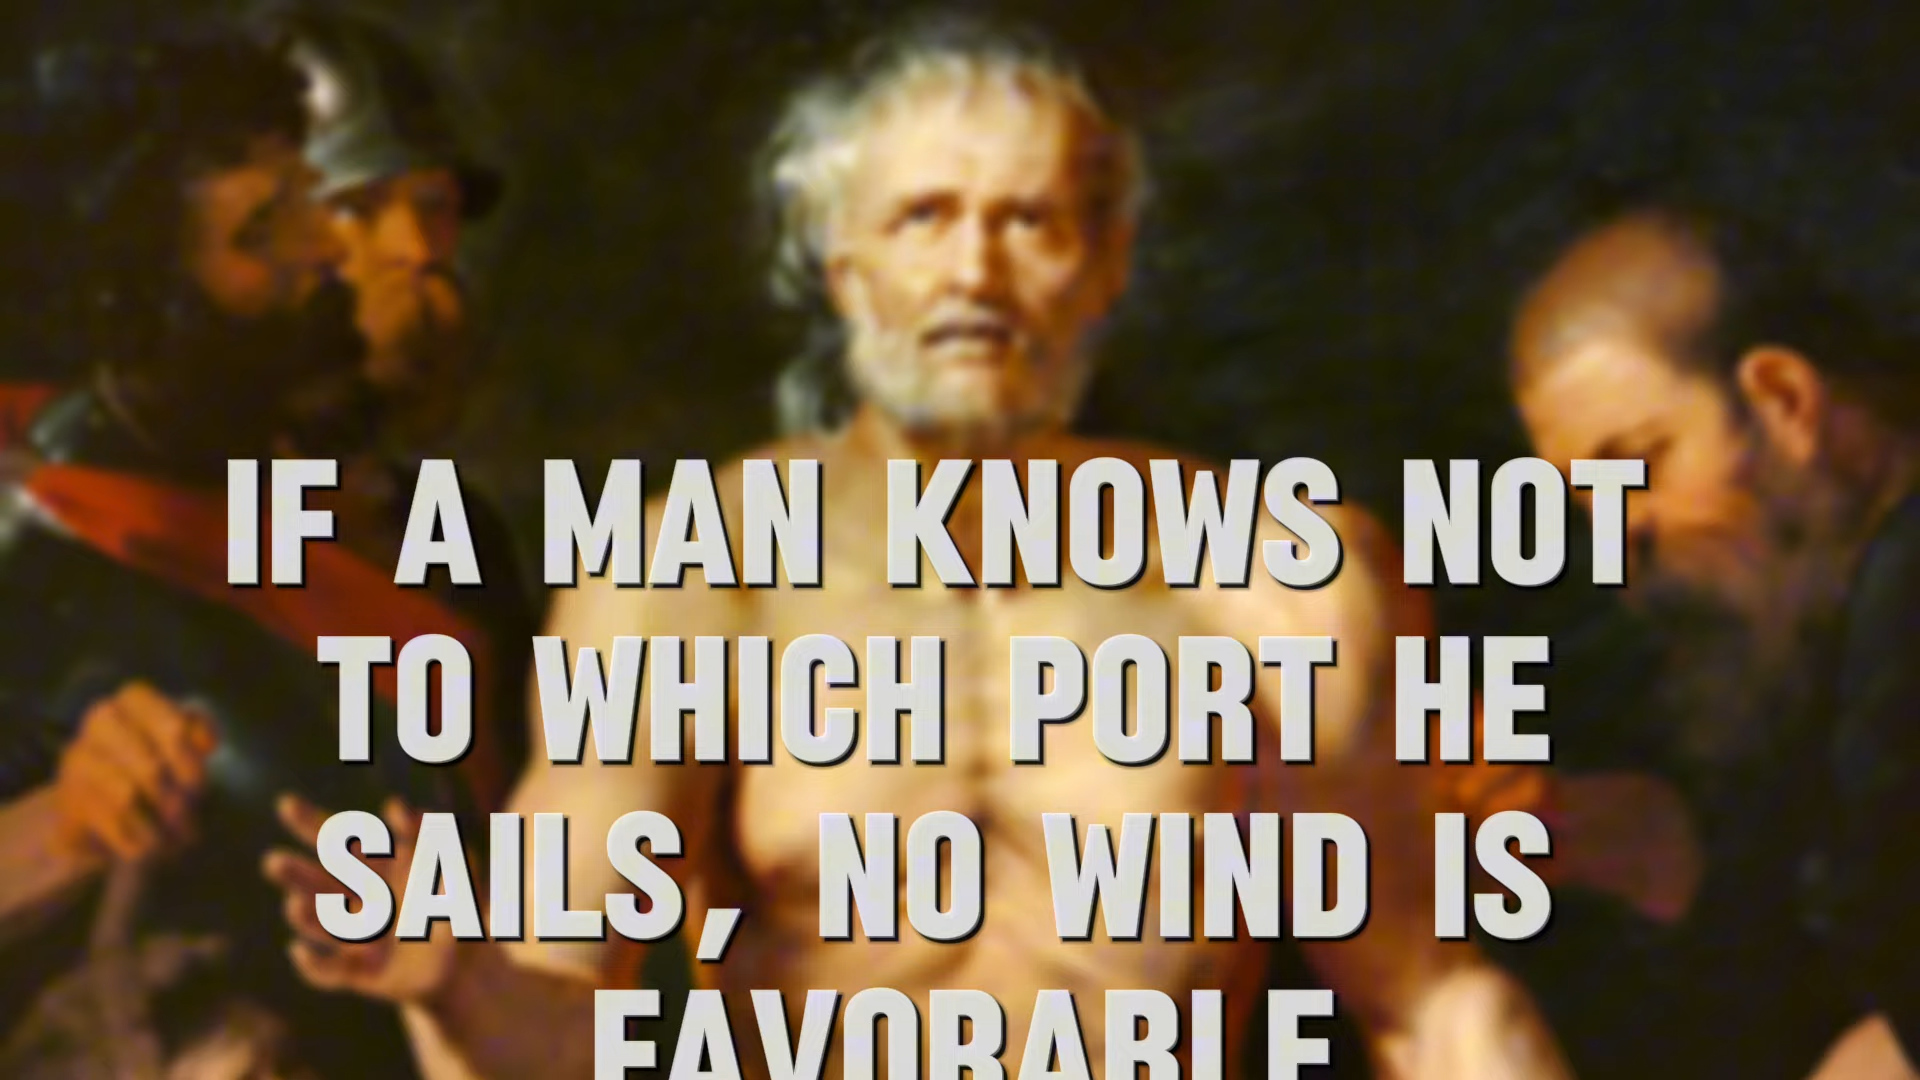 IF A MAN KNOWS NOT
TO WHICH PORT HE
SAILS, NO WIND IS
FAVORABLE